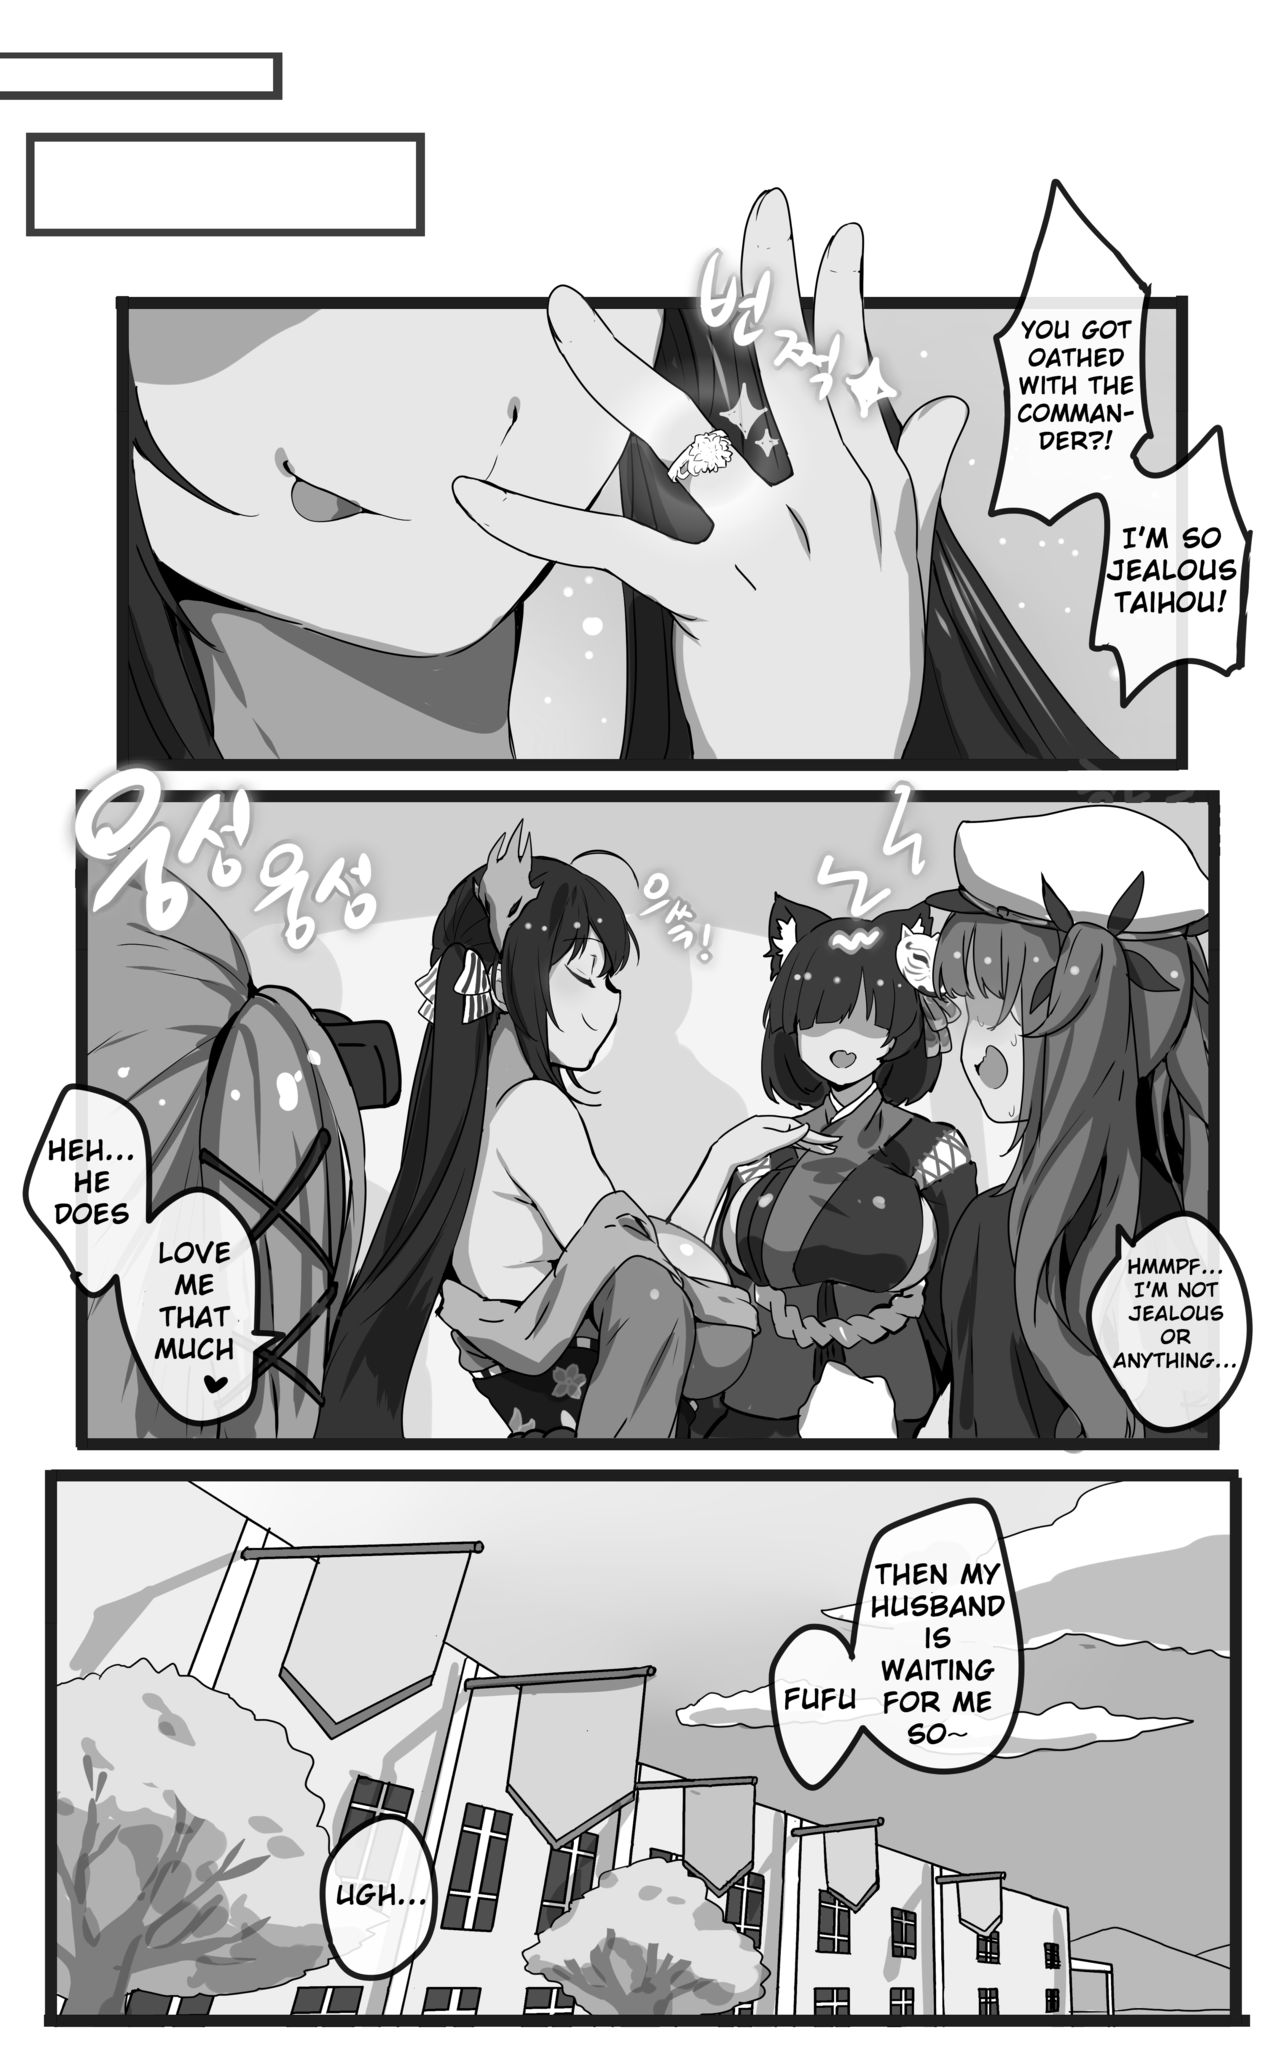 번쩍
YOU GOT
OATHED
WITH THE
COMMAN-
DER?!
I'M SO
JEALOUS
TAIHOU!
웅성
웅성
으쓱!
HEH...
HE
DOES
LOVE
ME
THAT
MUCH
♥
HMMPF...
I'M NOT
JEALOUS
OR
ANYTHING...
THEN MY
HUSBAND
IS
WAITING
FOR ME
SO~
FUFU
UGH...